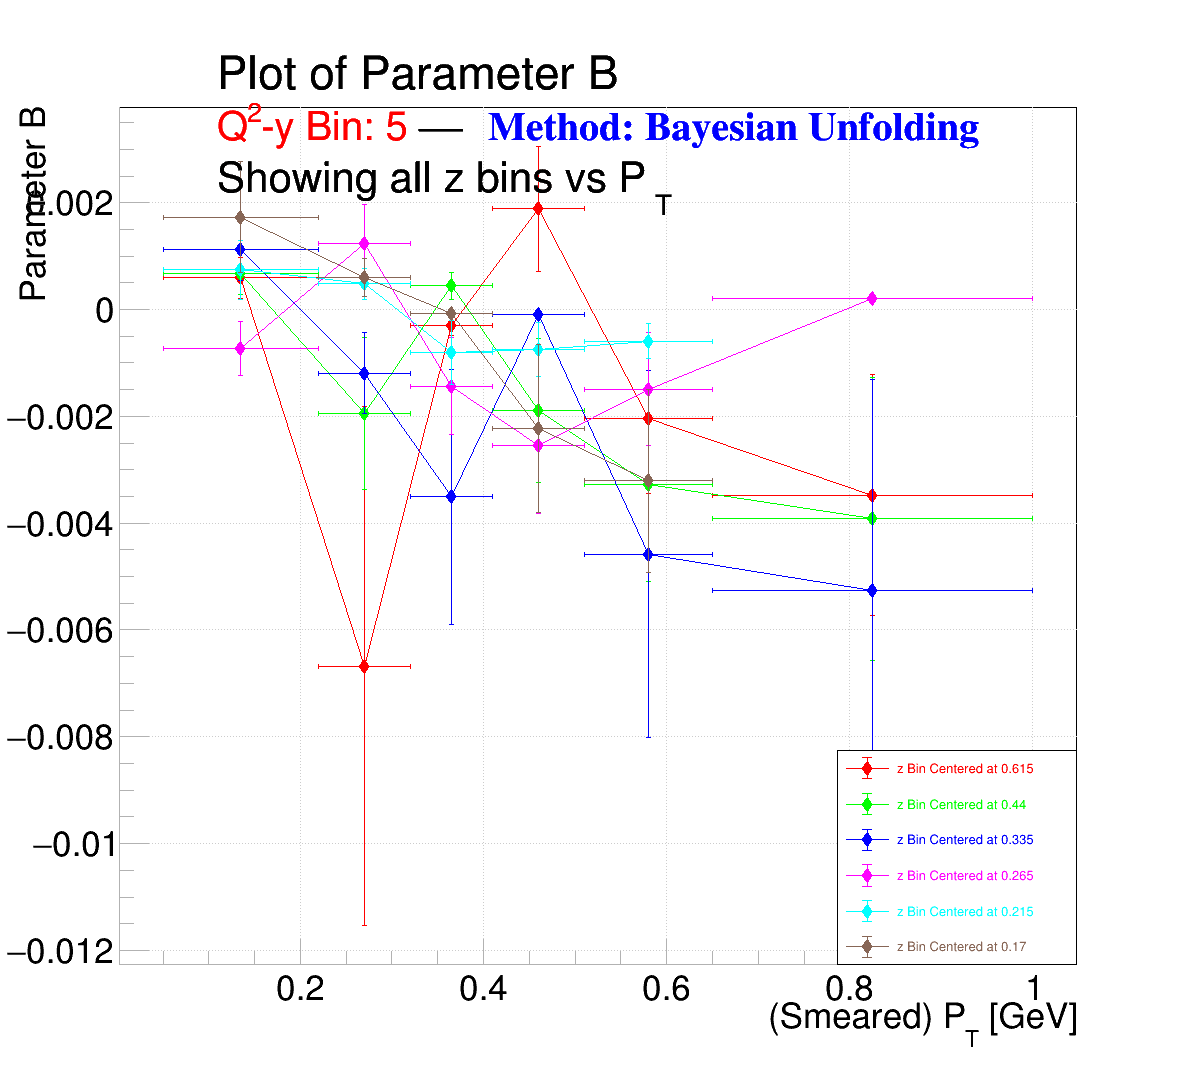 Plot of Parameter B
Q²-y Bin: 5 — Method: Bayesian Unfolding
Showing all z bins vs P_T
Parameter B
0.002
0
−0.002
−0.004
−0.006
−0.008
−0.01
−0.012
z Bin Centered at 0.615
z Bin Centered at 0.44
z Bin Centered at 0.335
z Bin Centered at 0.265
z Bin Centered at 0.215
z Bin Centered at 0.17
0.2 0.4 0.6 0.8 1
(Smeared) P_T [GeV]